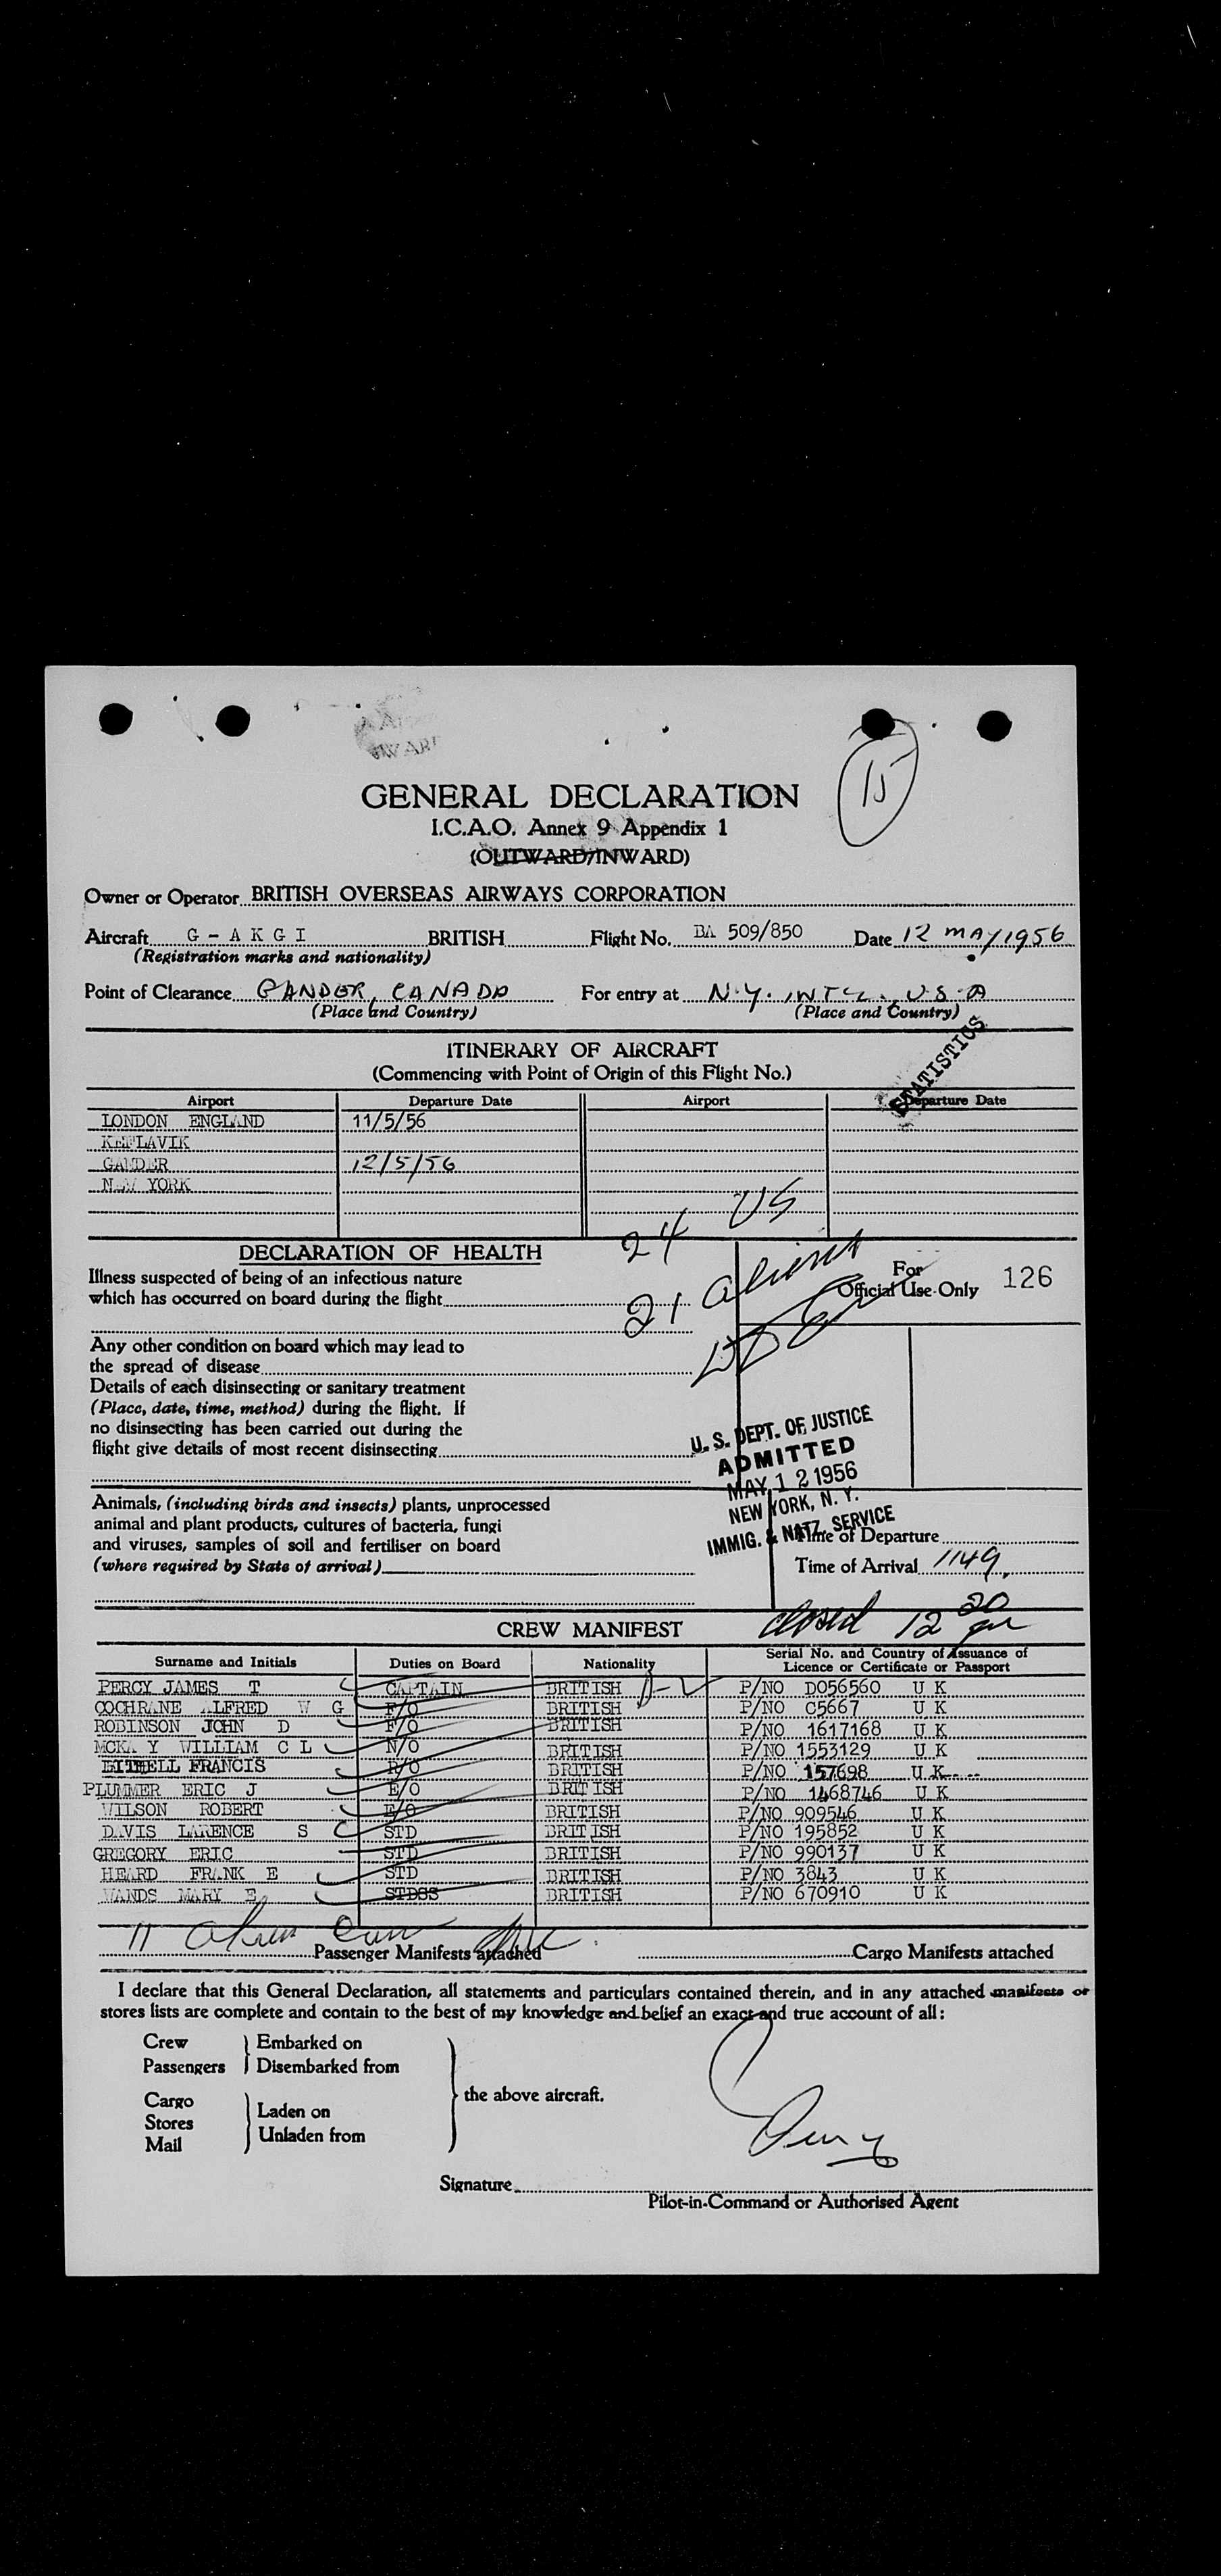 15
GENERAL DECLARATION
I.C.A.O. Annex 9 Appendix 1
(OUTWARD/INWARD)
Owner or Operator BRITISH OVERSEAS AIRWAYS CORPORATION
Aircraft G - A K G I BRITISH Flight No. BA 509/850 Date 12 MAY 1956
(Registration marks and nationality)
Point of Clearance GANDER, CANADA For entry at N.Y. INTL. U.S.A
(Place and Country) (Place and Country)
STATISTICS
ITINERARY OF AIRCRAFT
(Commencing with Point of Origin of this Flight No.)
Airport Departure Date Airport Departure Date
LONDON ENGLAND 11/5/56
KEFLAVIK
GANDER 12/5/56
NEW YORK
24 US
DECLARATION OF HEALTH
21 Aliens
Illness suspected of being of an infectious nature
which has occurred on board during the flight
For
Official Use Only 126
Any other condition on board which may lead to
the spread of disease
Details of each disinsecting or sanitary treatment
(Place, date, time, method) during the flight. If
no disinsecting has been carried out during the
flight give details of most recent disinsecting
U. S. DEPT. OF JUSTICE
ADMITTED
MAY 12 1956
NEW YORK, N. Y.
IMMIG. & NATZ. SERVICE
Animals, (including birds and insects) plants, unprocessed
animal and plant products, cultures of bacteria, fungi
and viruses, samples of soil and fertiliser on board
(where required by State of arrival)
Time of Departure
Time of Arrival 1149
closed 12 20 pm
CREW MANIFEST
Surname and Initials Duties on Board Nationality Serial No. and Country of Issuance of Licence or Certificate or Passport
PERCY JAMES T CAPTAIN BRITISH D-2 P/NO D056560 U K
COCHRANE ALFRED W G F/O BRITISH P/NO C5667 U K
ROBINSON JOHN D F/O BRITISH P/NO 1617168 U K
MCKAY WILLIAM C L N/O BRITISH P/NO 1553129 U K
FRANCIS R/O BRITISH P/NO 157698 U K
PLUMMER ERIC J E/O BRITISH P/NO 1468746 U K
WILSON ROBERT E/O BRITISH P/NO 909546 U K
DAVIS LARENCE S STD BRITISH P/NO 195852 U K
GREGORY ERIC STD BRITISH P/NO 990137 U K
HEARD FRANK E STD BRITISH P/NO 3843 U K
WANDS MARY E STDSS BRITISH P/NO 670910 U K
11 Alien Crew
Passenger Manifests attached Cargo Manifests attached
I declare that this General Declaration, all statements and particulars contained therein, and in any attached manifests or
stores lists are complete and contain to the best of my knowledge and belief an exact and true account of all:
Crew Embarked on
Passengers Disembarked from
the above aircraft.
Cargo Laden on
Stores
Mail Unladen from
Percy
Signature
Pilot-in-Command or Authorised Agent